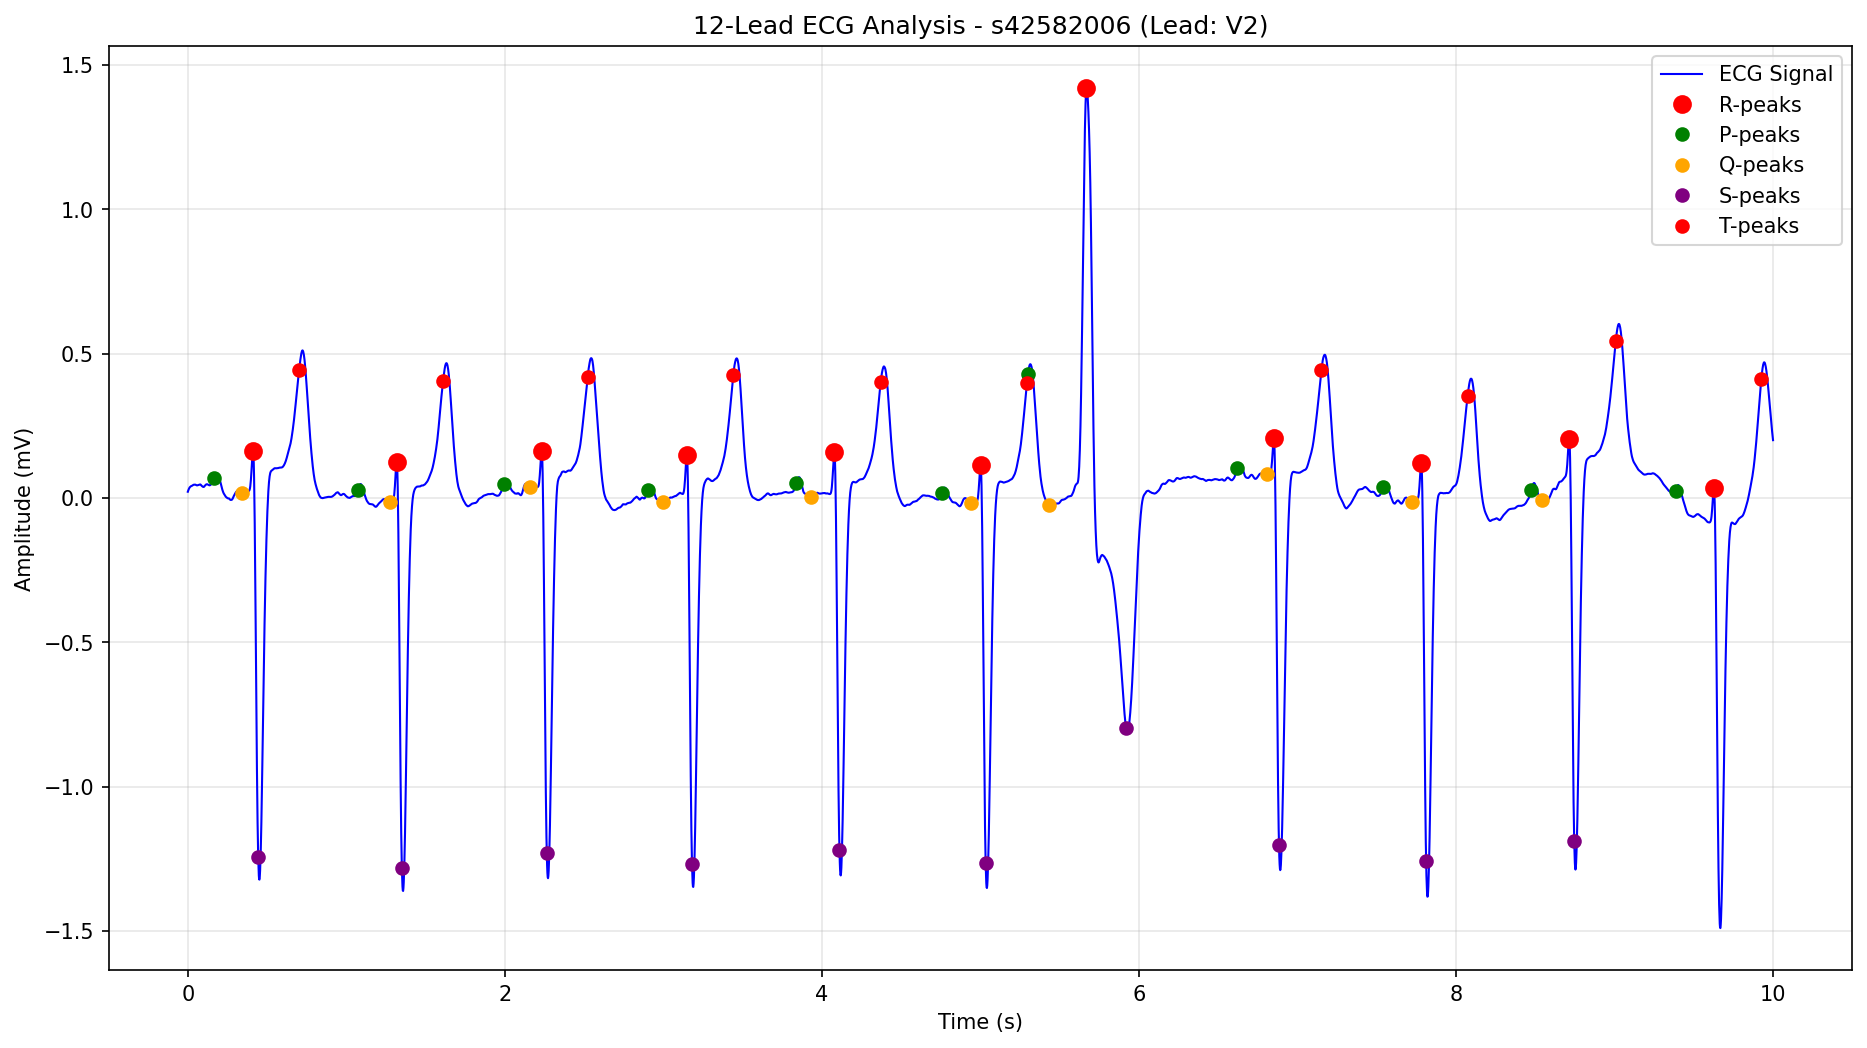 12-Lead ECG Analysis - s42582006 (Lead: V2)
ECG Signal
R-peaks
P-peaks
Q-peaks
S-peaks
T-peaks
Amplitude (mV)
1.5
1.0
0.5
0.0
−0.5
−1.0
−1.5
0 2 4 6 8 10
Time (s)